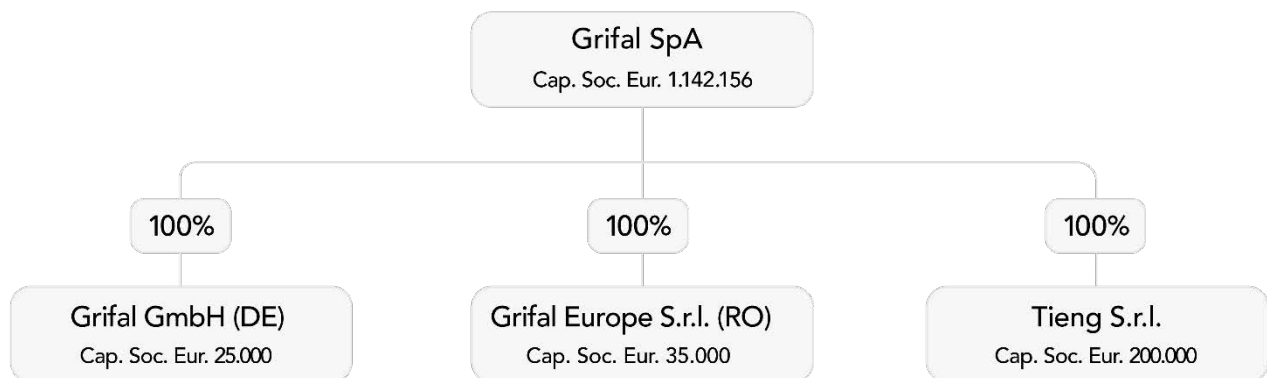 Grifal SpA
Cap. Soc. Eur. 1.142.156
100%
100%
100%
Grifal GmbH (DE)
Cap. Soc. Eur. 25.000
Grifal Europe S.r.l. (RO)
Cap. Soc. Eur. 35.000
Tieng S.r.l.
Cap. Soc. Eur. 200.000